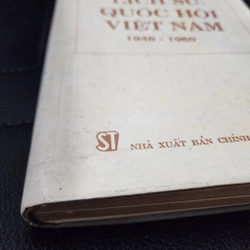 LỊCH SỬ
QUỐC HỘI
VIỆT NAM
1946 - 1960
ST NHÀ XUẤT BẢN CHÍNH